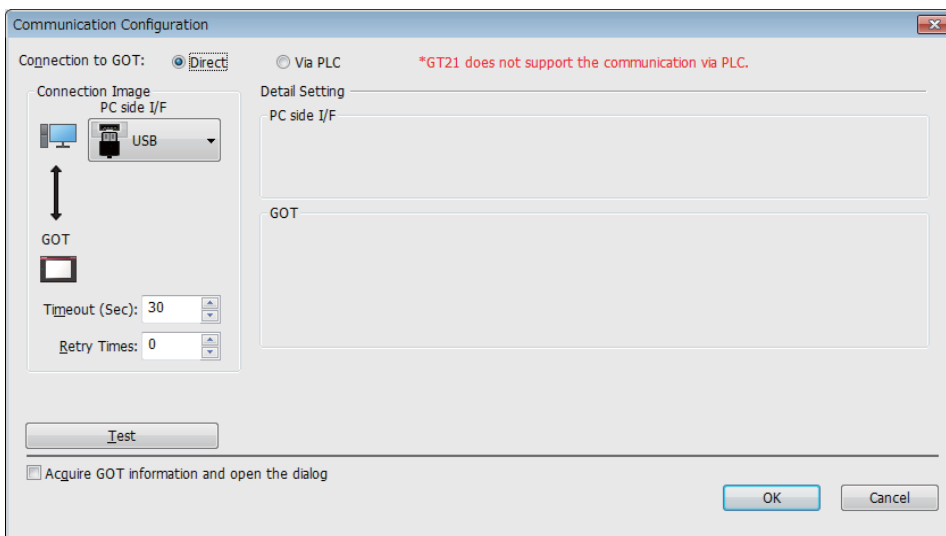 Communication Configuration
Connection to GOT: Direct Via PLC *GT21 does not support the communication via PLC.
Connection Image
PC side I/F
USB
GOT
Timeout (Sec): 30
Retry Times: 0
Detail Setting
PC side I/F
GOT
Test
Acquire GOT information and open the dialog
OK Cancel